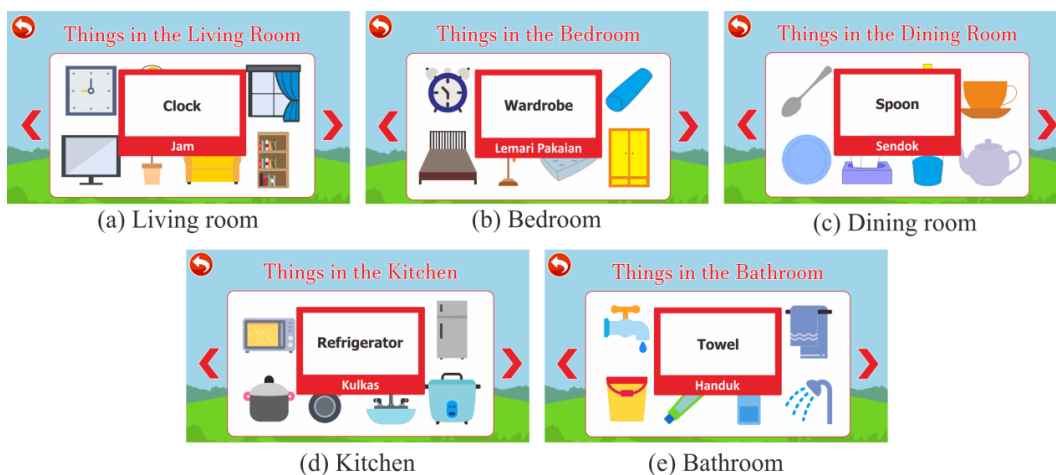 Things in the Living Room
Clock
Jam
(a) Living room
Things in the Bedroom
Wardrobe
Lemari Pakaian
(b) Bedroom
Things in the Dining Room
Spoon
Sendok
(c) Dining room
Things in the Kitchen
Refrigerator
Kulkas
(d) Kitchen
Things in the Bathroom
Towel
Handuk
(e) Bathroom